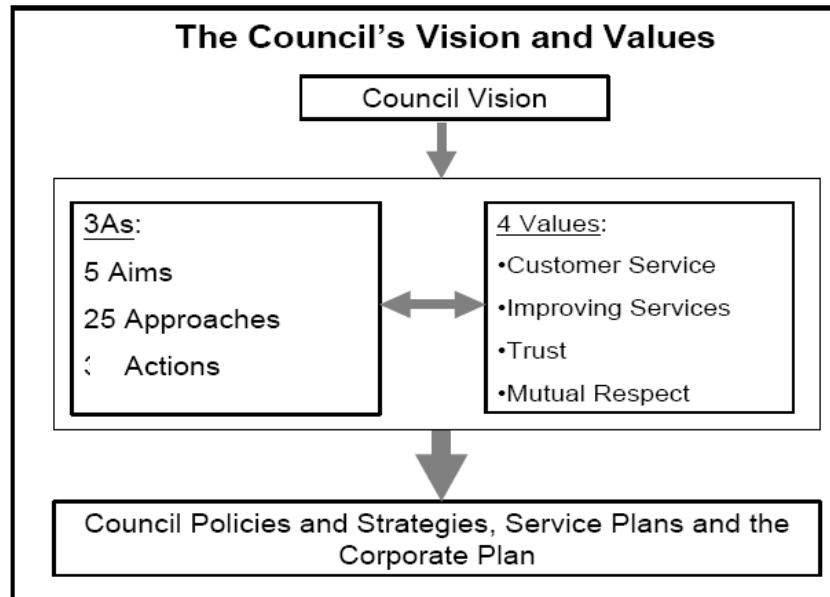 The Council's Vision and Values
Council Vision
3As:
5 Aims
25 Approaches
Actions
4 Values:
•Customer Service
•Improving Services
•Trust
•Mutual Respect
Council Policies and Strategies, Service Plans and the
Corporate Plan